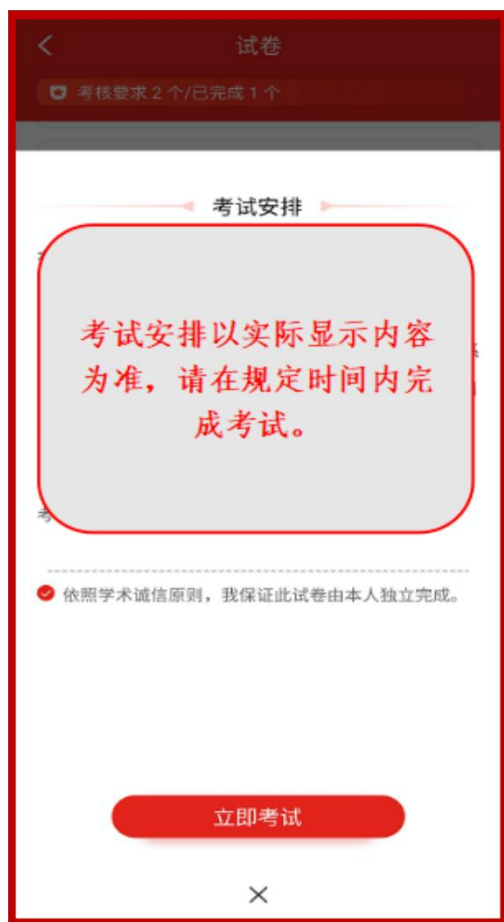 试卷
考核要求 2 个/已完成 1 个
考试安排
考试安排以实际显示内容
为准，请在规定时间内完
成考试。
考
依照学术诚信原则，我保证此试卷由本人独立完成。
立即考试